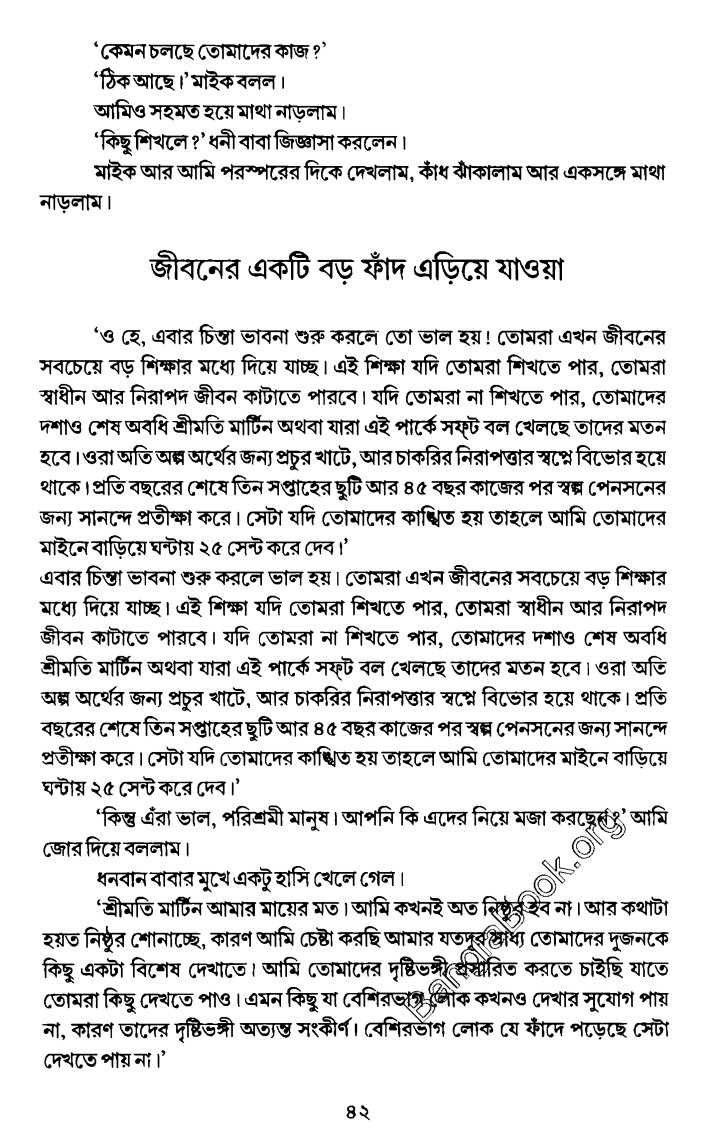 ‘কেমন চলছে তোমাদের কাজ?’
‘ঠিক আছে।’ মাইক বলল।
আমিও সহমত হয়ে মাথা নাড়লাম।
‘কিছু শিখলে?’ ধনী বাবা জিজ্ঞাসা করলেন।
মাইক আর আমি পরস্পরের দিকে দেখলাম, কাঁধ ঝাঁকালাম আর একসঙ্গে মাথা
নাড়লাম।
জীবনের একটি বড় ফাঁদ এড়িয়ে যাওয়া
‘ও হে, এবার চিন্তা ভাবনা শুরু করলে তো ভাল হয়! তোমরা এখন জীবনের
সবচেয়ে বড় শিক্ষার মধ্যে দিয়ে যাচ্ছ। এই শিক্ষা যদি তোমরা শিখতে পার, তোমরা
স্বাধীন আর নিরাপদ জীবন কাটাতে পারবে। যদি তোমরা না শিখতে পার, তোমাদের
দশাও শেষ অবধি শ্রীমতি মার্টিন অথবা যারা এই পার্কে সফ্‌ট বল খেলছে তাদের মতন
হবে। ওরা অতি অল্প অর্থের জন্য প্রচুর খাটে, আর চাকরির নিরাপত্তার স্বপ্নে বিভোর হয়ে
থাকে। প্রতি বছরের শেষে তিন সপ্তাহের ছুটি আর ৪৫ বছর কাজের পর স্বল্প পেনসনের
জন্য সানন্দে প্রতীক্ষা করে। সেটা যদি তোমাদের কাঙ্খিত হয় তাহলে আমি তোমাদের
মাইনে বাড়িয়ে ঘন্টায় ২৫ সেন্ট করে দেব।’
এবার চিন্তা ভাবনা শুরু করলে ভাল হয়। তোমরা এখন জীবনের সবচেয়ে বড় শিক্ষার
মধ্যে দিয়ে যাচ্ছ। এই শিক্ষা যদি তোমরা শিখতে পার, তোমরা স্বাধীন আর নিরাপদ
জীবন কাটাতে পারবে। যদি তোমরা না শিখতে পার, তোমাদের দশাও শেষ অবধি
শ্রীমতি মার্টিন অথবা যারা এই পার্কে সফ্‌ট বল খেলছে তাদের মতন হবে। ওরা অতি
অল্প অর্থের জন্য প্রচুর খাটে, আর চাকরির নিরাপত্তার স্বপ্নে বিভোর হয়ে থাকে। প্রতি
বছরের শেষে তিন সপ্তাহের ছুটি আর ৪৫ বছর কাজের পর স্বল্প পেনসনের জন্য সানন্দে
প্রতীক্ষা করে। সেটা যদি তোমাদের কাঙ্খিত হয় তাহলে আমি তোমাদের মাইনে বাড়িয়ে
ঘন্টায় ২৫ সেন্ট করে দেব।’
‘কিন্তু এঁরা ভাল, পরিশ্রমী মানুষ। আপনি কি এদের নিয়ে মজা করছেন?’ আমি
জোর দিয়ে বললাম।
ধনবান বাবার মুখে একটু হাসি খেলে গেল।
‘শ্রীমতি মার্টিন আমার মায়ের মত। আমি কখনই অত নিষ্ঠুর হব না। আর কথাটা
হয়ত নিষ্ঠুর শোনাচ্ছে, কারণ আমি চেষ্টা করছি আমার যতদূর সাধ্য তোমাদের দুজনকে
কিছু একটা বিশেষ দেখাতে। আমি তোমাদের দৃষ্টিভঙ্গী প্রসারিত করতে চাইছি যাতে
তোমরা কিছু দেখতে পাও। এমন কিছু যা বেশিরভাগ লোক কখনও দেখার সুযোগ পায়
না, কারণ তাদের দৃষ্টিভঙ্গী অত্যন্ত সংকীর্ণ। বেশিরভাগ লোক যে ফাঁদে পড়েছে সেটা
দেখতে পায় না।’
BanglaBook.org
৪২